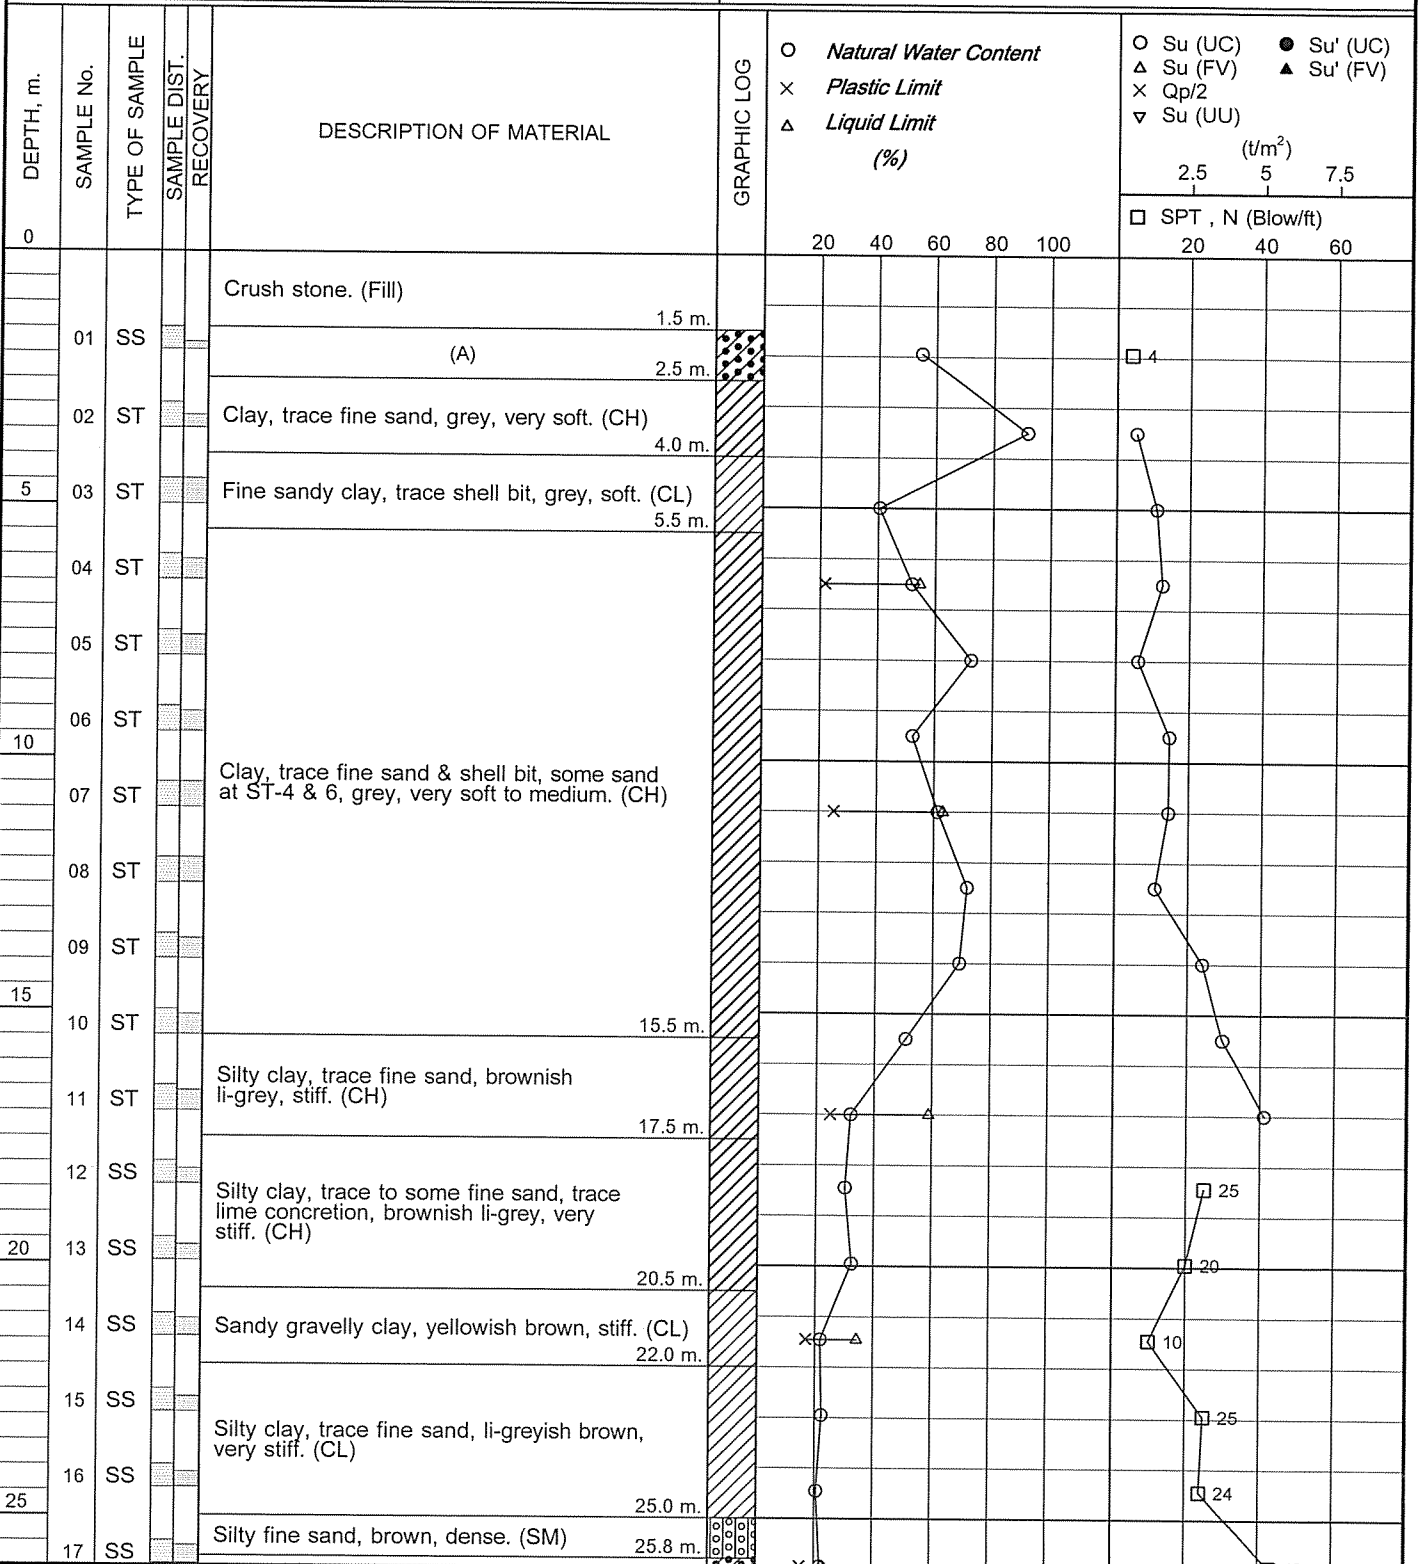 DEPTH, m.
SAMPLE No.
TYPE OF SAMPLE
SAMPLE DIST.
RECOVERY
DESCRIPTION OF MATERIAL
GRAPHIC LOG
○ Natural Water Content
× Plastic Limit
△ Liquid Limit
(%)
20 40 60 80 100
○ Su (UC) ● Su' (UC)
△ Su (FV) ▲ Su' (FV)
× Qp/2
▽ Su (UU)
(t/m²)
2.5 5 7.5
□ SPT , N (Blow/ft)
20 40 60
0
Crush stone. (Fill)
1.5 m.
01 SS
(A)
4
2.5 m.
02 ST
Clay, trace fine sand, grey, very soft. (CH)
4.0 m.
5
03 ST
Fine sandy clay, trace shell bit, grey, soft. (CL)
5.5 m.
04 ST
05 ST
06 ST
10
Clay, trace fine sand & shell bit, some sand
at ST-4 & 6, grey, very soft to medium. (CH)
07 ST
08 ST
09 ST
15
10 ST
15.5 m.
Silty clay, trace fine sand, brownish
li-grey, stiff. (CH)
11 ST
17.5 m.
12 SS
25
Silty clay, trace to some fine sand, trace
lime concretion, brownish li-grey, very
stiff. (CH)
20
13 SS
20
20.5 m.
14 SS
Sandy gravelly clay, yellowish brown, stiff. (CL)
10
22.0 m.
15 SS
25
Silty clay, trace fine sand, li-greyish brown,
very stiff. (CL)
16 SS
24
25
25.0 m.
Silty fine sand, brown, dense. (SM)
25.8 m.
17 SS